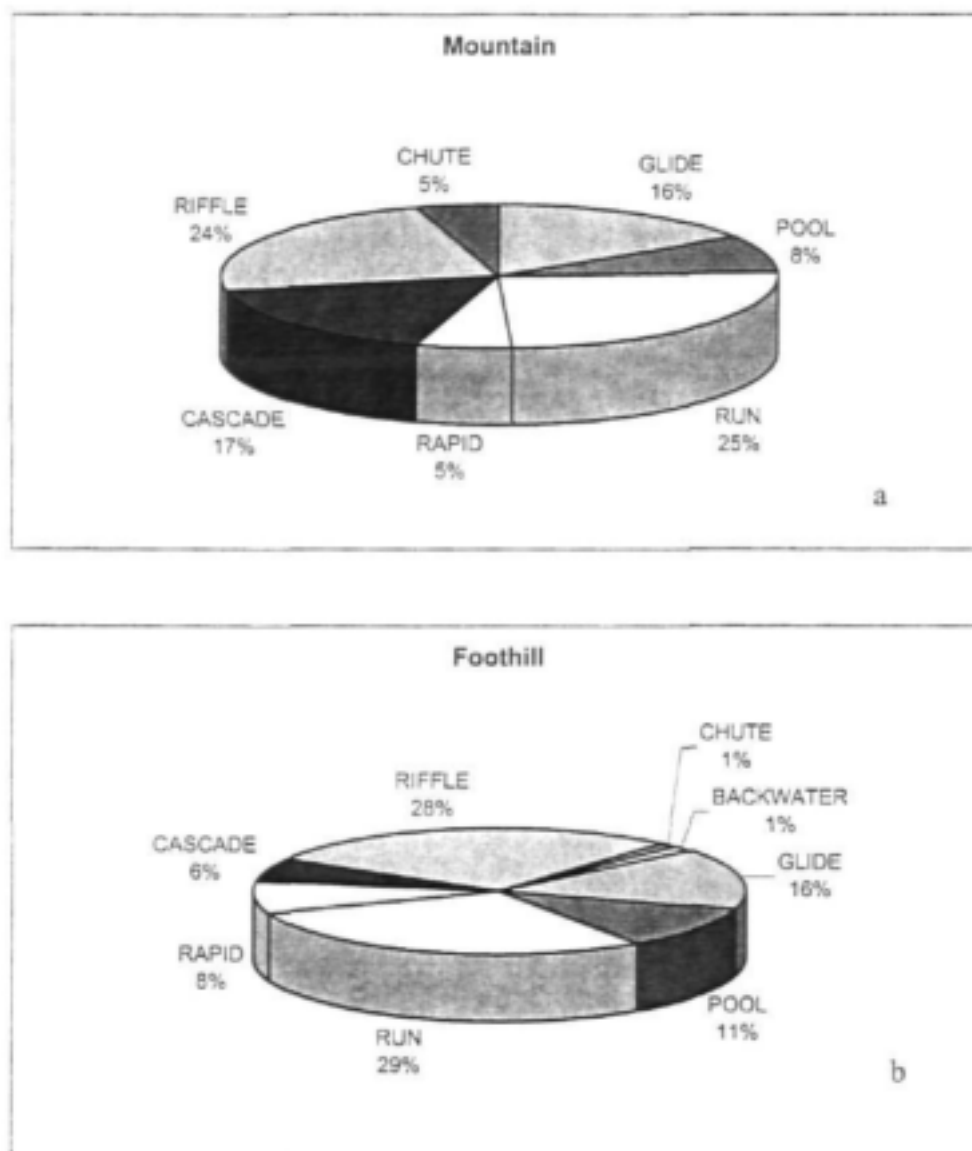 Mountain
CHUTE
5%
GLIDE
16%
RIFFLE
24%
POOL
8%
CASCADE
17%
RAPID
5%
RUN
25%
a
Foothill
CHUTE
1%
RIFFLE
28%
BACKWATER
1%
CASCADE
6%
GLIDE
16%
RAPID
8%
POOL
11%
RUN
29%
b